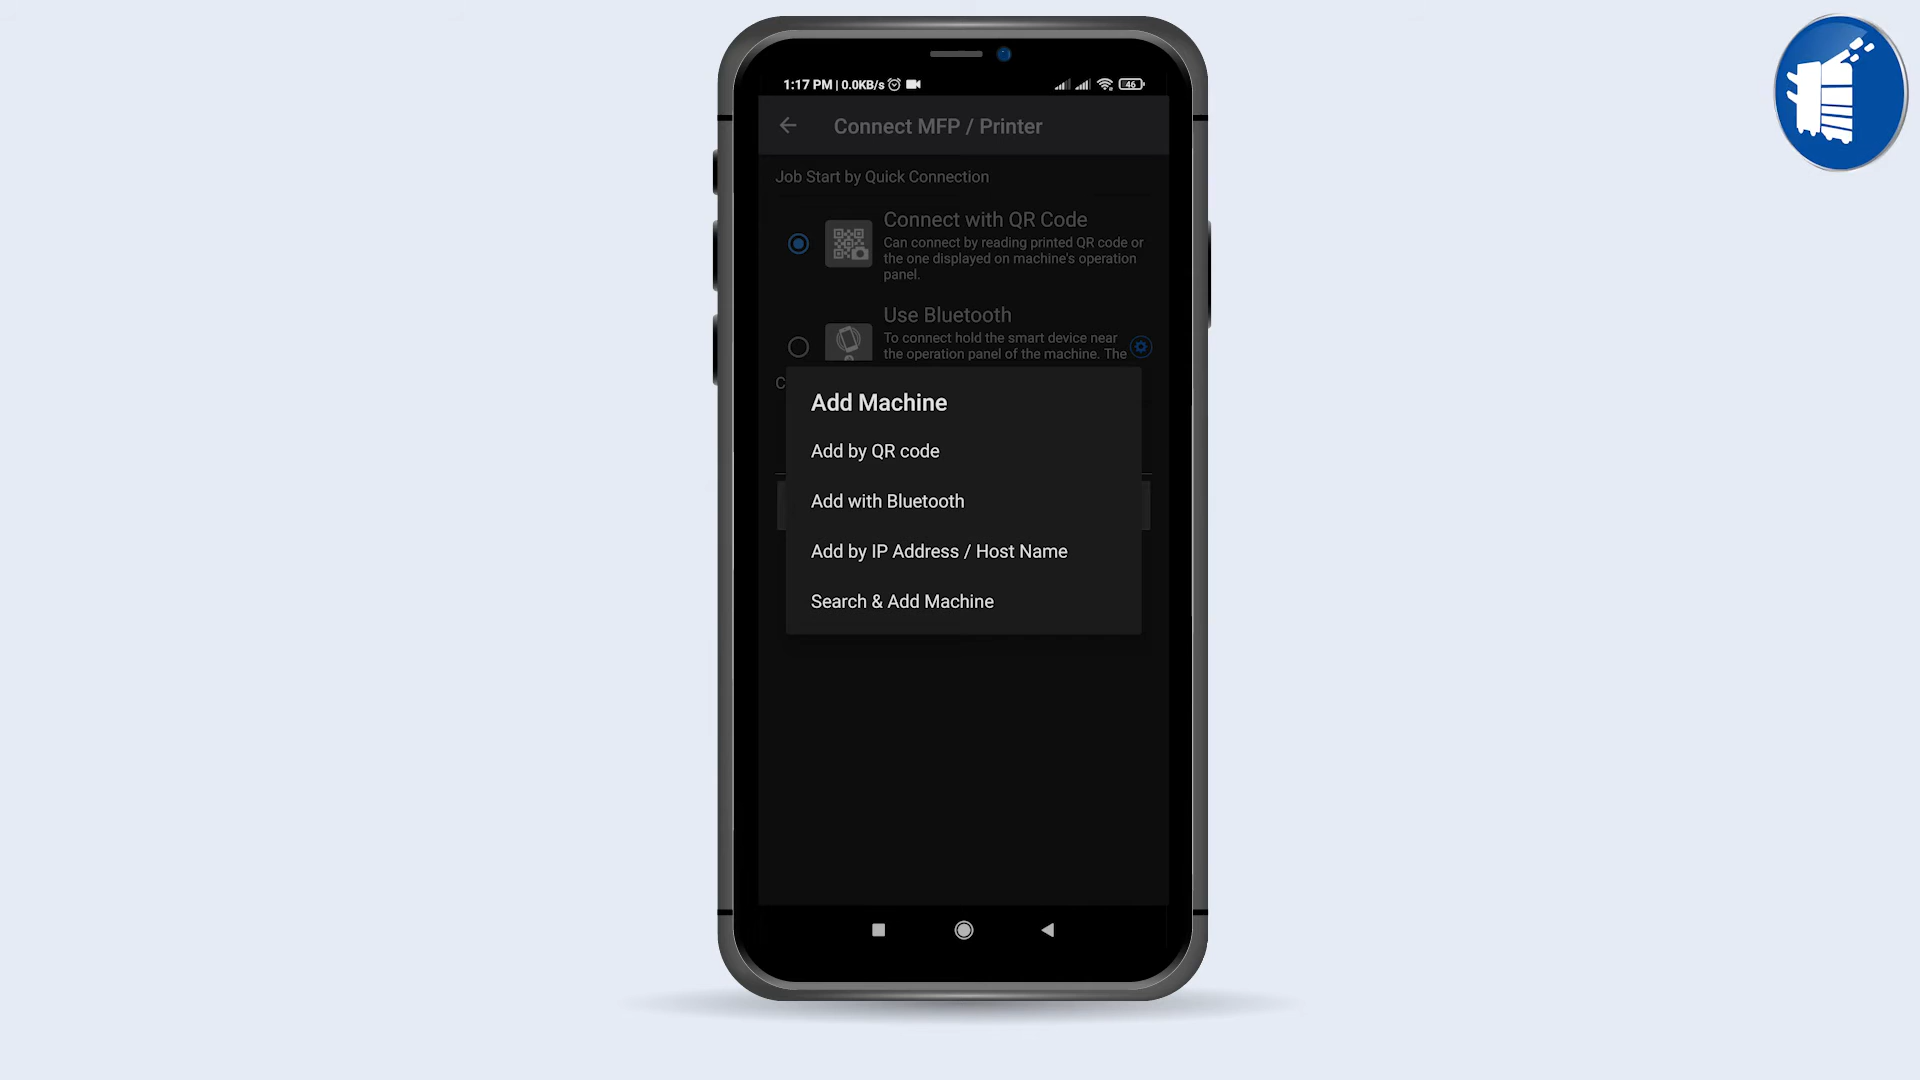 1:17 PM | 0.0KB/s
46
Connect MFP / Printer
Job Start by Quick Connection
Connect with QR Code
Can connect by reading printed QR code or
the one displayed on machine's operation
panel.
Use Bluetooth
To connect hold the smart device near
the operation panel of the machine. The
C
Add Machine
Add by QR code
Add with Bluetooth
Add by IP Address / Host Name
Search & Add Machine